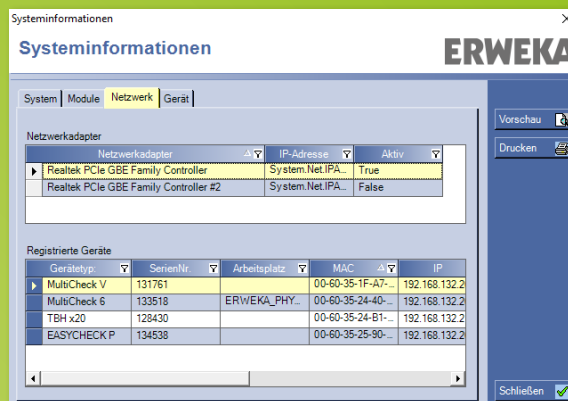 Systeminformationen
Systeminformationen ERWEKA
System Module Netzwerk Gerät
Vorschau
Drucken
Netzwerkadapter
Netzwerkadapter IP-Adresse Aktiv
Realtek PCIe GBE Family Controller System.Net.IPA... True
Realtek PCIe GBE Family Controller #2 System.Net.IPA... False
Registrierte Geräte
Gerätetyp: SerienNr. Arbeitsplatz MAC IP
MultiCheck V 131761 00-60-35-1F-A7-... 192.168.132.2
MultiCheck 6 133518 ERWEKA_PHY... 00-60-35-24-40-... 192.168.132.2
TBH x20 128430 00-60-35-24-B1-... 192.168.132.2
EASYCHECK P 134538 00-60-35-25-90-... 192.168.132.2
Schließen